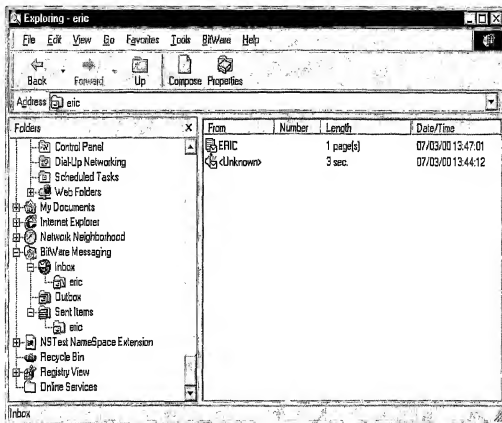 Exploring - eric
File Edit View Go Favorites Tools BitWare Help
Back Forward Up Compose Properties
Address eric
Folders x
Control Panel
Dial-Up Networking
Scheduled Tasks
Web Folders
My Documents
Internet Explorer
Network Neighborhood
BitWare Messaging
Inbox
eric
Outbox
Sent Items
eric
NSTest NameSpace Extension
Recycle Bin
Registry View
Online Services
From Number Length Date/Time
ERIC 1 page(s) 07/03/00 13:47:01
<Unknown> 3 sec. 07/03/00 13:44:12
Inbox